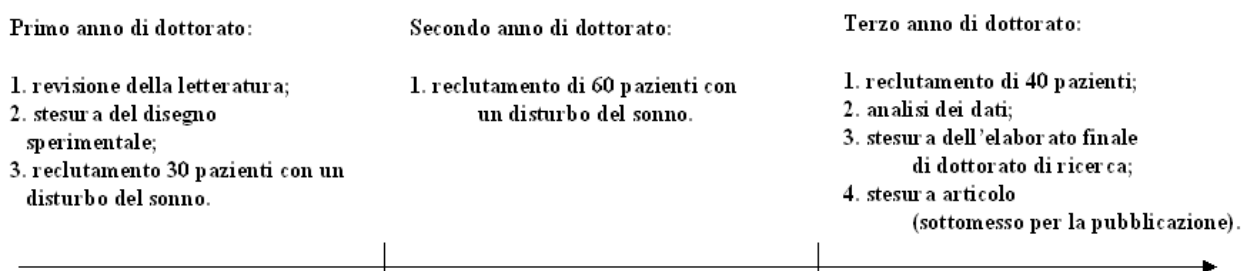 Primo anno di dottorato:
1. revisione della letteratura;
2. stesura del disegno
sperimentale;
3. reclutamento 30 pazienti con un
disturbo del sonno.
Secondo anno di dottorato:
1. reclutamento di 60 pazienti con
un disturbo del sonno.
Terzo anno di dottorato:
1. reclutamento di 40 pazienti;
2. analisi dei dati;
3. stesura dell'elaborato finale
di dottorato di ricerca;
4. stesura articolo
(sottomesso per la pubblicazione).